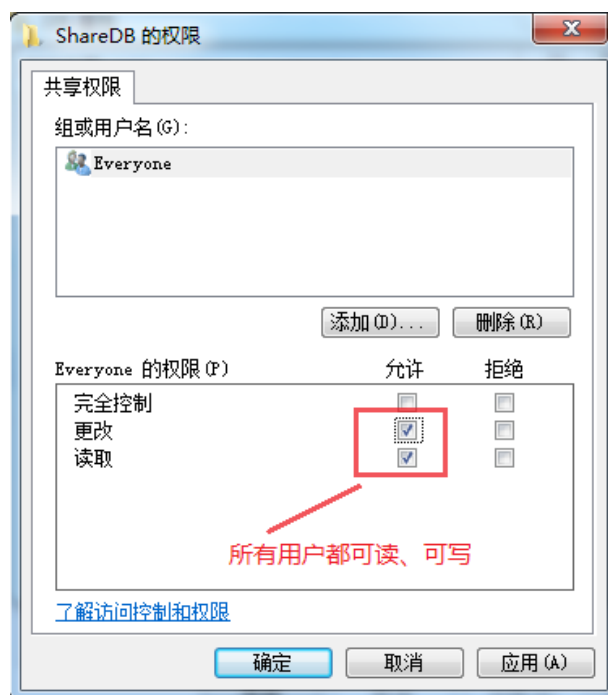 ShareDB 的权限
共享权限
组或用户名(G):
Everyone
添加(D)... 删除(R)
Everyone 的权限(P) 允许 拒绝
完全控制
更改
读取
所有用户都可读、可写
了解访问控制和权限
确定 取消 应用(A)